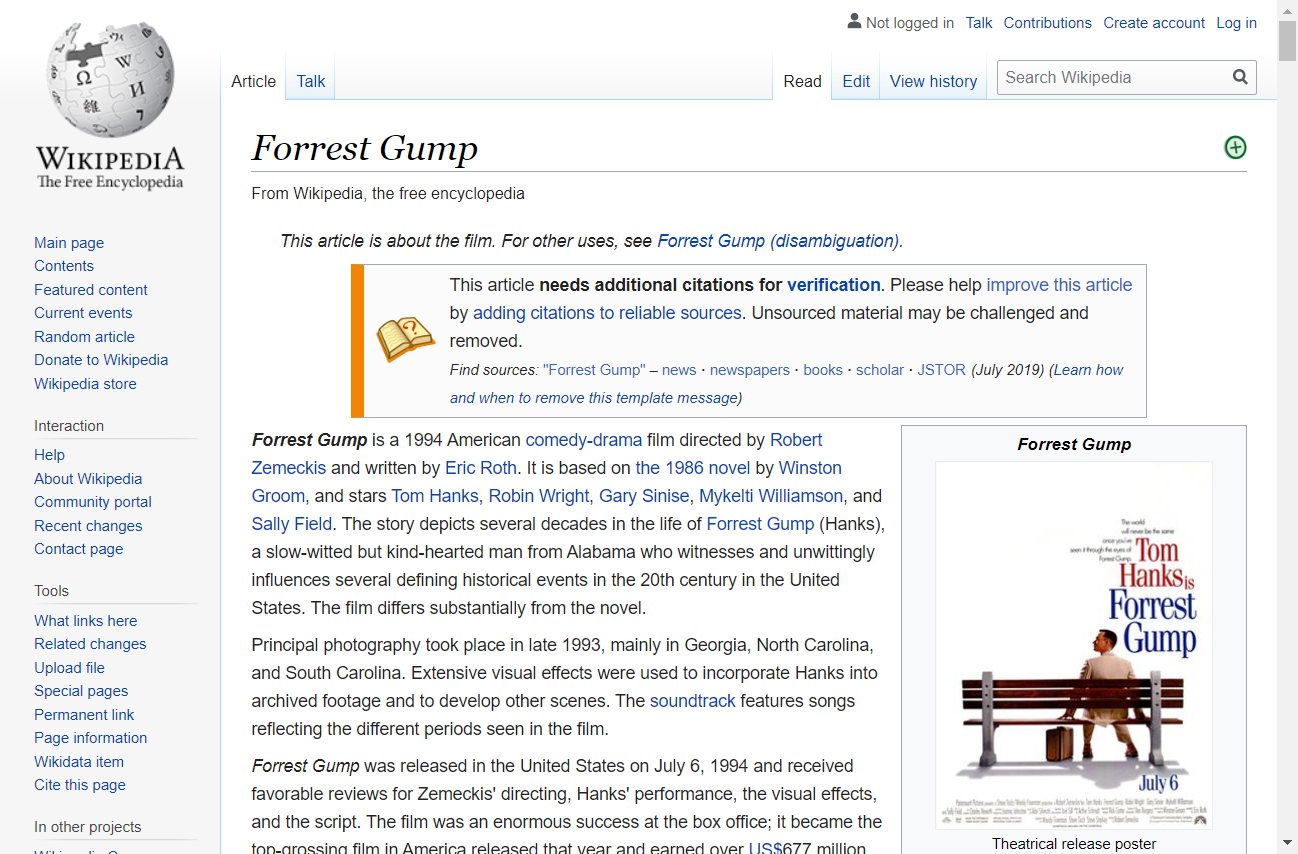 Not logged in Talk Contributions Create account Log in
Article Talk Read Edit View history Search Wikipedia
WIKIPEDIA
The Free Encyclopedia
Main page
Contents
Featured content
Current events
Random article
Donate to Wikipedia
Wikipedia store
Interaction
Help
About Wikipedia
Community portal
Recent changes
Contact page
Tools
What links here
Related changes
Upload file
Special pages
Permanent link
Page information
Wikidata item
Cite this page
In other projects
Forrest Gump
From Wikipedia, the free encyclopedia
This article is about the film. For other uses, see Forrest Gump (disambiguation).
This article needs additional citations for verification. Please help improve this article
by adding citations to reliable sources. Unsourced material may be challenged and
removed.
Find sources: "Forrest Gump" – news · newspapers · books · scholar · JSTOR (July 2019) (Learn how
and when to remove this template message)
Forrest Gump is a 1994 American comedy-drama film directed by Robert
Zemeckis and written by Eric Roth. It is based on the 1986 novel by Winston
Groom, and stars Tom Hanks, Robin Wright, Gary Sinise, Mykelti Williamson, and
Sally Field. The story depicts several decades in the life of Forrest Gump (Hanks),
a slow-witted but kind-hearted man from Alabama who witnesses and unwittingly
influences several defining historical events in the 20th century in the United
States. The film differs substantially from the novel.
Principal photography took place in late 1993, mainly in Georgia, North Carolina,
and South Carolina. Extensive visual effects were used to incorporate Hanks into
archived footage and to develop other scenes. The soundtrack features songs
reflecting the different periods seen in the film.
Forrest Gump was released in the United States on July 6, 1994 and received
favorable reviews for Zemeckis' directing, Hanks' performance, the visual effects,
and the script. The film was an enormous success at the box office; it became the
top-grossing film in America released that year and earned over US$677 million
Forrest Gump
The world
will never be the same
once you've
seen it through the eyes of
Forrest Gump.
Tom
Hanks is
Forrest
Gump
July 6
Theatrical release poster